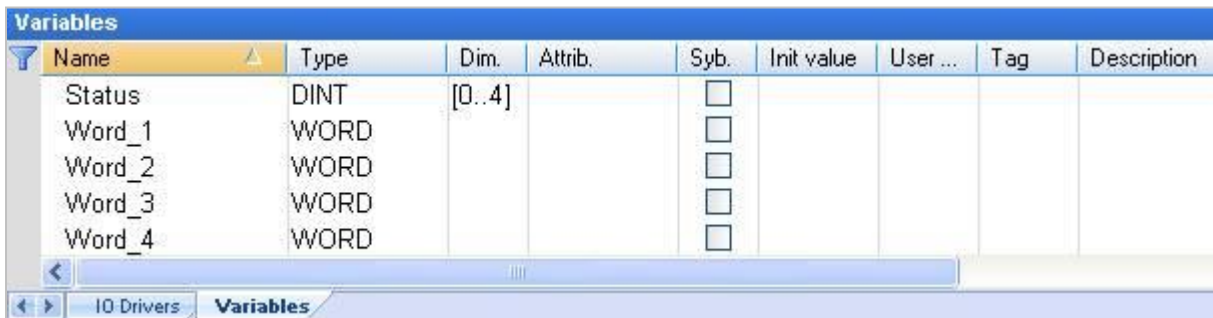 Variables
Name Type Dim. Attrib. Syb. Init value User ... Tag Description
Status DINT [0..4]
Word_1 WORD
Word_2 WORD
Word_3 WORD
Word_4 WORD
IO Drivers Variables